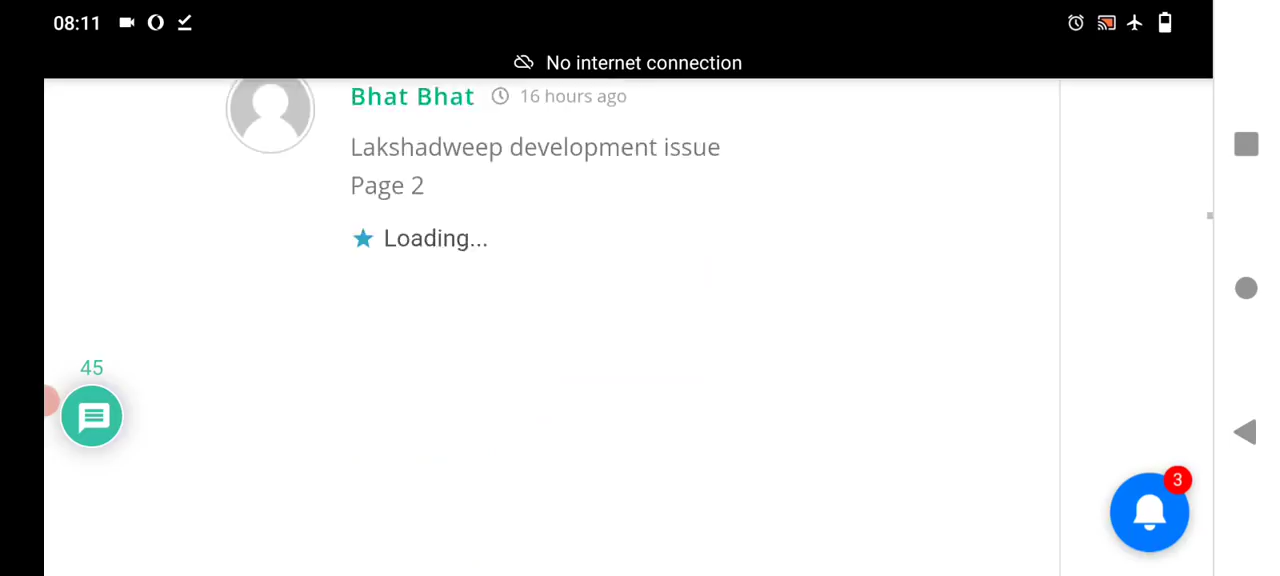 08:11
No internet connection
Bhat Bhat 16 hours ago
Lakshadweep development issue
Page 2
Loading...
45
3